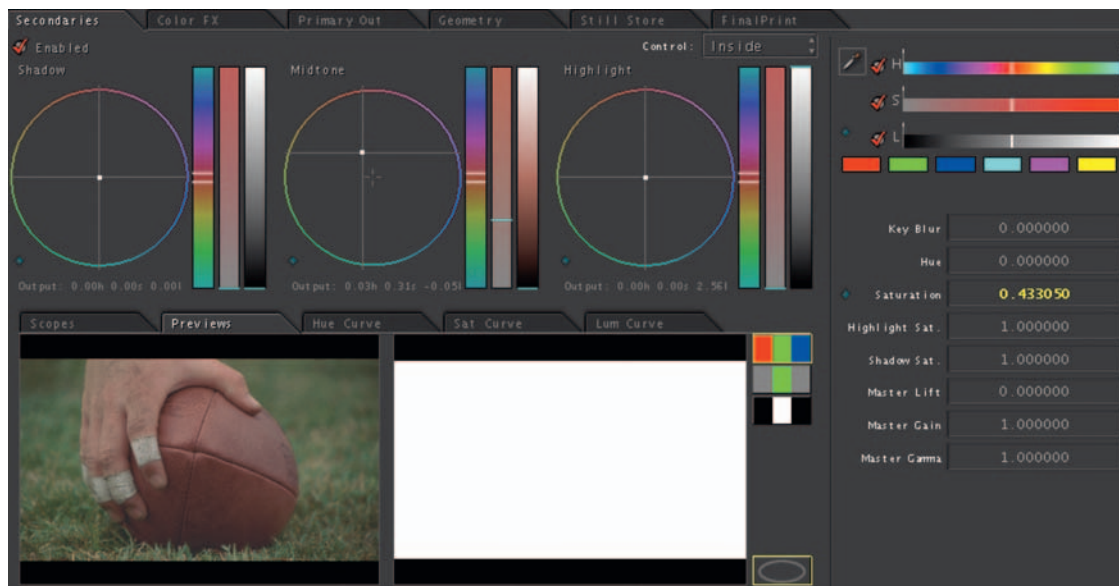 Secondaries Color FX Primary Out Geometry Still Store FinalPrint
Enabled
Control: Inside
Shadow Midtone Highlight
H
S
L
Output: 0.00h 0.00s 0.00l Output: 0.03h 0.31s -0.05l Output: 0.00h 0.00s 2.56l
Scopes Previews Hue Curve Sat Curve Lum Curve
Key Blur 0.000000
Hue 0.000000
Saturation 0.433050
Highlight Sat. 1.000000
Shadow Sat. 1.000000
Master Lift 0.000000
Master Gain 1.000000
Master Gamma 1.000000